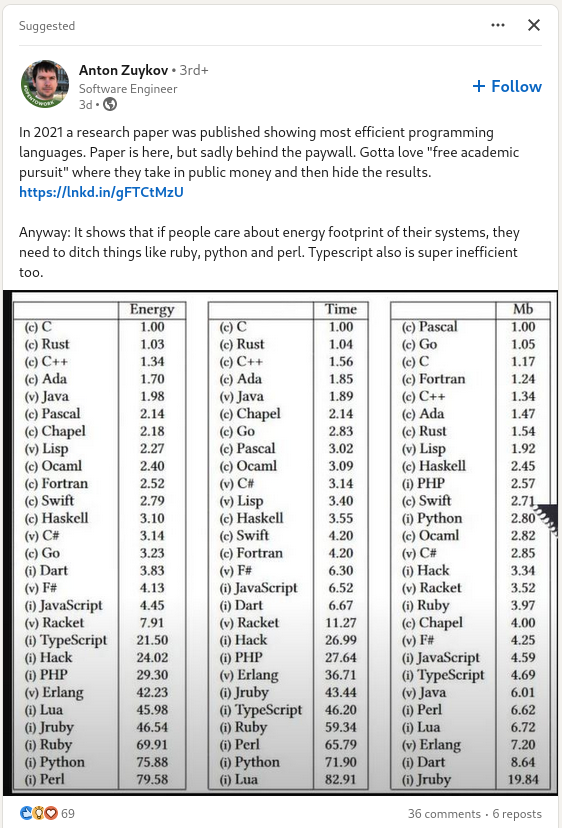 Suggested
Anton Zuykov • 3rd+
Software Engineer
3d •
+ Follow
In 2021 a research paper was published showing most efficient programming
languages. Paper is here, but sadly behind the paywall. Gotta love "free academic
pursuit" where they take in public money and then hide the results.
https://lnkd.in/gFTCtMzU
Anyway: It shows that if people care about energy footprint of their systems, they
need to ditch things like ruby, python and perl. Typescript also is super inefficient
too.
Energy
(c) C 1.00
(c) Rust 1.03
(c) C++ 1.34
(c) Ada 1.70
(v) Java 1.98
(c) Pascal 2.14
(c) Chapel 2.18
(v) Lisp 2.27
(c) Ocaml 2.40
(c) Fortran 2.52
(c) Swift 2.79
(c) Haskell 3.10
(v) C# 3.14
(c) Go 3.23
(i) Dart 3.83
(v) F# 4.13
(i) JavaScript 4.45
(v) Racket 7.91
(i) TypeScript 21.50
(i) Hack 24.02
(i) PHP 29.30
(v) Erlang 42.23
(i) Lua 45.98
(i) Jruby 46.54
(i) Ruby 69.91
(i) Python 75.88
(i) Perl 79.58
Time
(c) C 1.00
(c) Rust 1.04
(c) C++ 1.56
(c) Ada 1.85
(v) Java 1.89
(c) Chapel 2.14
(c) Go 2.83
(c) Pascal 3.02
(c) Ocaml 3.09
(v) C# 3.14
(v) Lisp 3.40
(c) Haskell 3.55
(c) Swift 4.20
(c) Fortran 4.20
(v) F# 6.30
(i) JavaScript 6.52
(i) Dart 6.67
(v) Racket 11.27
(i) Hack 26.99
(i) PHP 27.64
(v) Erlang 36.71
(i) Jruby 43.44
(i) TypeScript 46.20
(i) Ruby 59.34
(i) Perl 65.79
(i) Python 71.90
(i) Lua 82.91
Mb
(c) Pascal 1.00
(c) Go 1.05
(c) C 1.17
(c) Fortran 1.24
(c) C++ 1.34
(c) Ada 1.47
(c) Rust 1.54
(v) Lisp 1.92
(c) Haskell 2.45
(i) PHP 2.57
(c) Swift 2.71
(i) Python 2.80
(c) Ocaml 2.82
(v) C# 2.85
(i) Hack 3.34
(v) Racket 3.52
(i) Ruby 3.97
(c) Chapel 4.00
(v) F# 4.25
(i) JavaScript 4.59
(i) TypeScript 4.69
(v) Java 6.01
(i) Perl 6.62
(i) Lua 6.72
(v) Erlang 7.20
(i) Dart 8.64
(i) Jruby 19.84
69
36 comments • 6 reposts